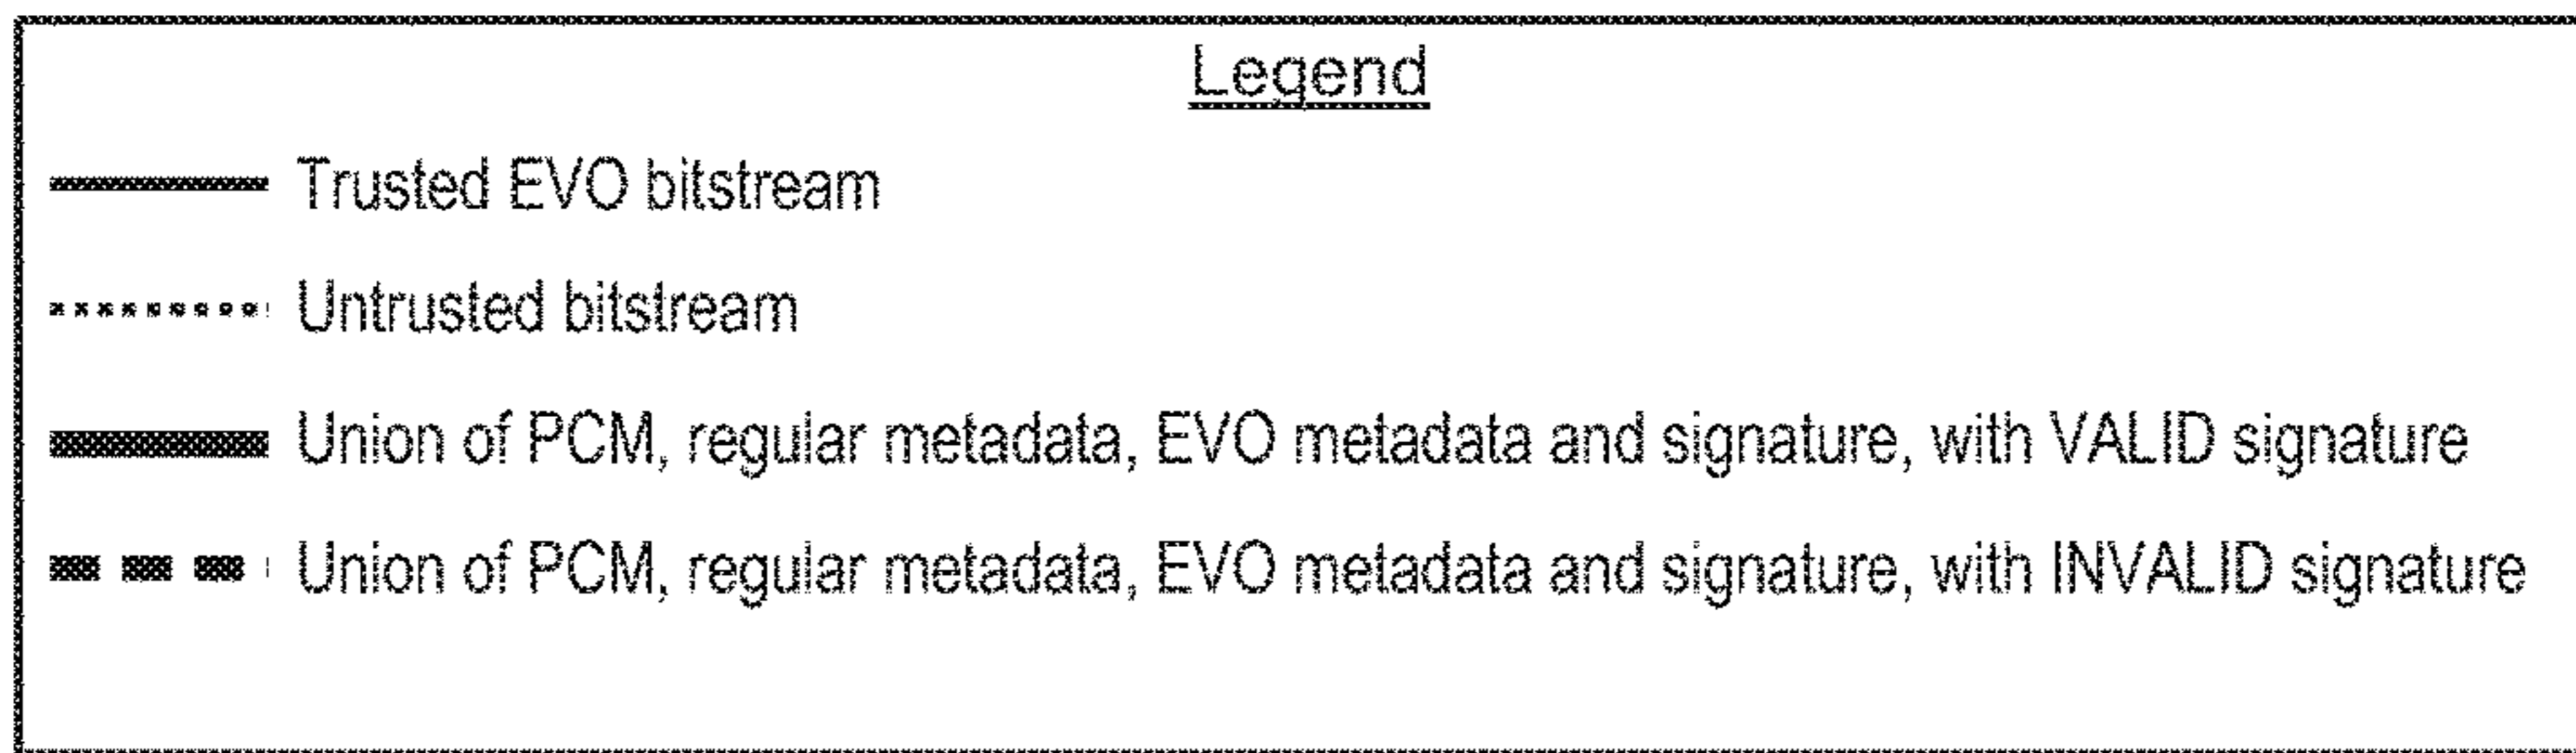 Legend
Trusted EVO bitstream
Untrusted bitstream
Union of PCM, regular metadata, EVO metadata and signature, with VALID signature
Union of PCM, regular metadata, EVO metadata and signature, with INVALID signature